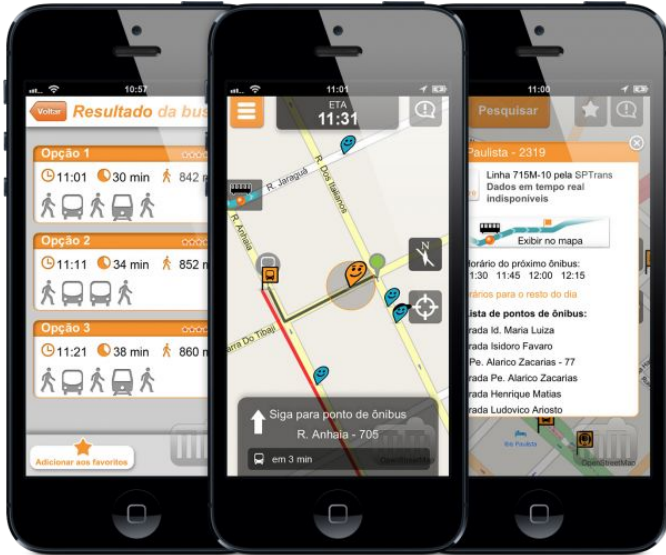 10:57
Voltar
Resultado da bus
Opção 1
11:01 30 min 842 m
Opção 2
11:11 34 min 852 m
Opção 3
11:21 38 min 860 m
Adicionar aos favoritos
11:01
ETA
11:31
R. Jaraguá
R. Dos Italianos
R. Anhaia
arra Do Tibaji
N
Siga para ponto de ônibus
R. Anhaia - 705
em 3 min
OpenStreetMap
11:00
Pesquisar
Paulista - 2319
Linha 715M-10 pela SPTrans
Dados em tempo real
indisponíveis
Exibir no mapa
orário do próximo ônibus:
1:30 11:45 12:00 12:15
rários para o resto do dia
ista de pontos de ônibus:
rada Id. Maria Luiza
rada Isidoro Favaro
Pe. Alarico Zacarias - 77
rada Pe. Alarico Zacarias
rada Henrique Matias
rada Ludovico Ariosto
Ibis Paulista
OpenStreetMap